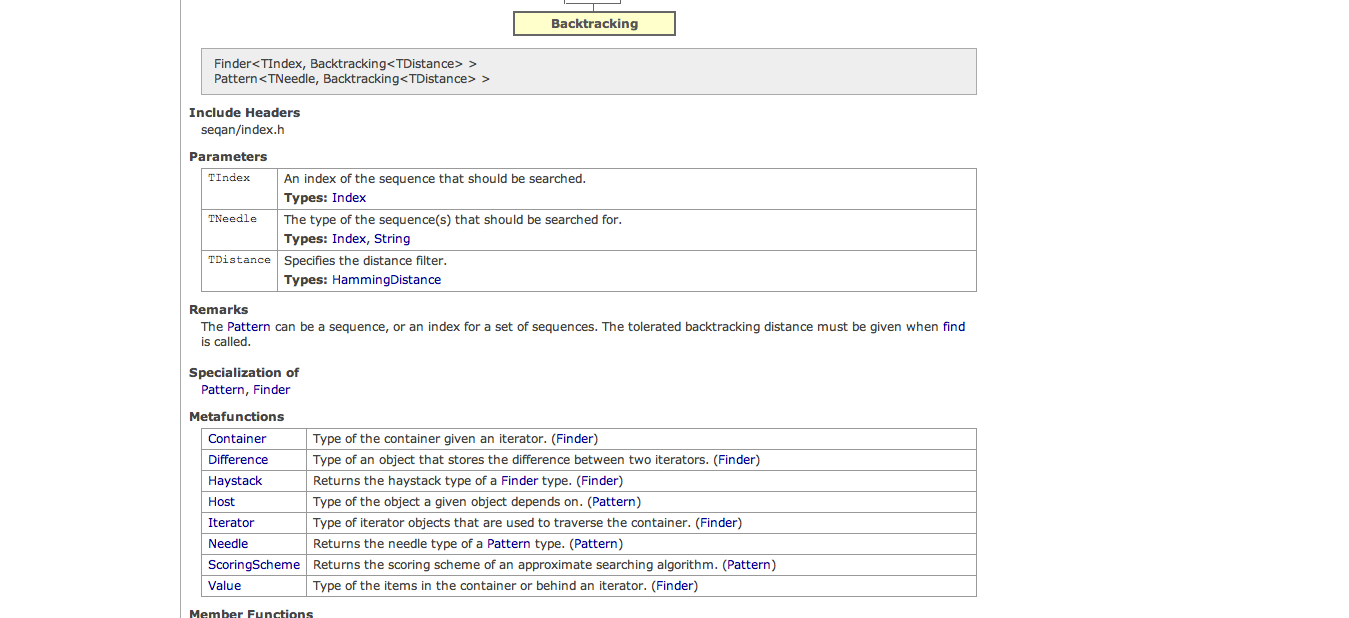 Backtracking
Finder<TIndex, Backtracking<TDistance> >
Pattern<TNeedle, Backtracking<TDistance> >
Include Headers
seqan/index.h
Parameters
TIndex An index of the sequence that should be searched.
Types: Index
TNeedle The type of the sequence(s) that should be searched for.
Types: Index, String
TDistance Specifies the distance filter.
Types: HammingDistance
Remarks
The Pattern can be a sequence, or an index for a set of sequences. The tolerated backtracking distance must be given when find
is called.
Specialization of
Pattern, Finder
Metafunctions
Container Type of the container given an iterator. (Finder)
Difference Type of an object that stores the difference between two iterators. (Finder)
Haystack Returns the haystack type of a Finder type. (Finder)
Host Type of the object a given object depends on. (Pattern)
Iterator Type of iterator objects that are used to traverse the container. (Finder)
Needle Returns the needle type of a Pattern type. (Pattern)
ScoringScheme Returns the scoring scheme of an approximate searching algorithm. (Pattern)
Value Type of the items in the container or behind an iterator. (Finder)
Member Functions